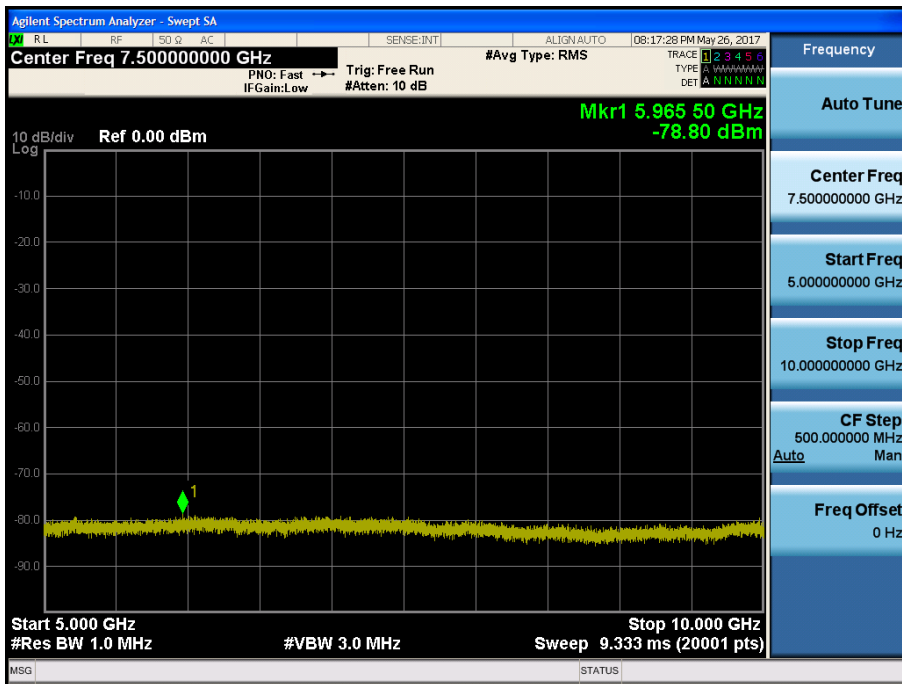 Agilent Spectrum Analyzer - Swept SA
LXI RL RF 50 Ω AC SENSE:INT ALIGN AUTO 08:17:28 PM May 26, 2017
Center Freq 7.500000000 GHz #Avg Type: RMS TRACE 1 2 3 4 5 6
PNO: Fast Trig: Free Run TYPE A WWWWW
IFGain:Low #Atten: 10 dB DET A N N N N N
Mkr1 5.965 50 GHz
-78.80 dBm
10 dB/div Ref 0.00 dBm
Log
-10.0
-20.0
-30.0
-40.0
-50.0
-60.0
-70.0
1
-80.0
-90.0
Start 5.000 GHz Stop 10.000 GHz
#Res BW 1.0 MHz #VBW 3.0 MHz Sweep 9.333 ms (20001 pts)
MSG STATUS
Frequency
Auto Tune
Center Freq
7.500000000 GHz
Start Freq
5.000000000 GHz
Stop Freq
10.000000000 GHz
CF Step
500.000000 MHz
Auto Man
Freq Offset
0 Hz